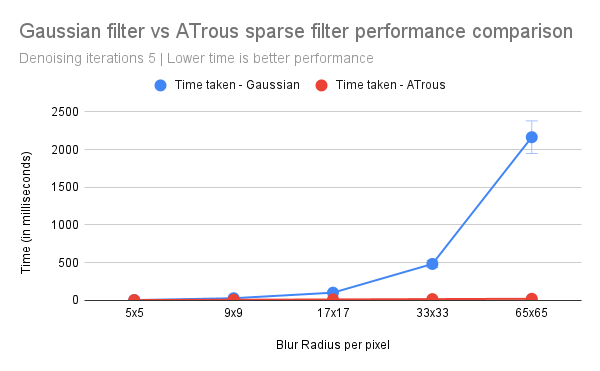 Gaussian filter vs ATrous sparse filter performance comparison
Denoising iterations 5 | Lower time is better performance
Time taken - Gaussian Time taken - ATrous
Time (in milliseconds)
2500
2000
1500
1000
500
0
5x5 9x9 17x17 33x33 65x65
Blur Radius per pixel